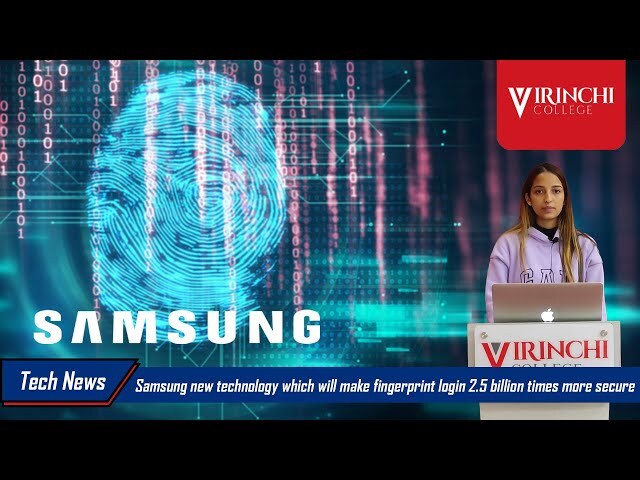 VIRINCHI
COLLEGE
SAMSUNG
VIRINCHI
COLLEGE
Tech News
Samsung new technology which will make fingerprint login 2.5 billion times more secure